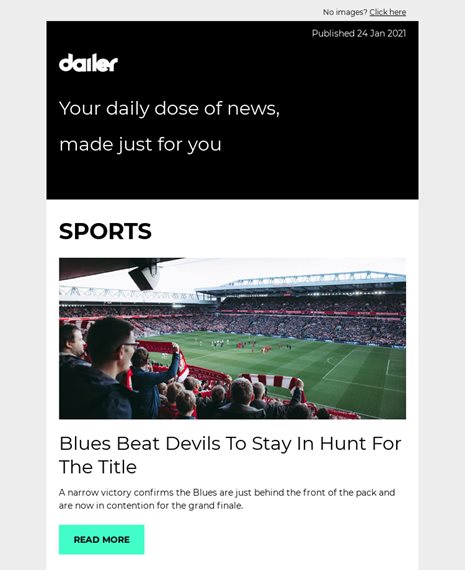 No images? Click here
Published 24 Jan 2021
dailer
Your daily dose of news,
made just for you
SPORTS
Blues Beat Devils To Stay In Hunt For
The Title
A narrow victory confirms the Blues are just behind the front of the pack and
are now in contention for the grand finale.
READ MORE